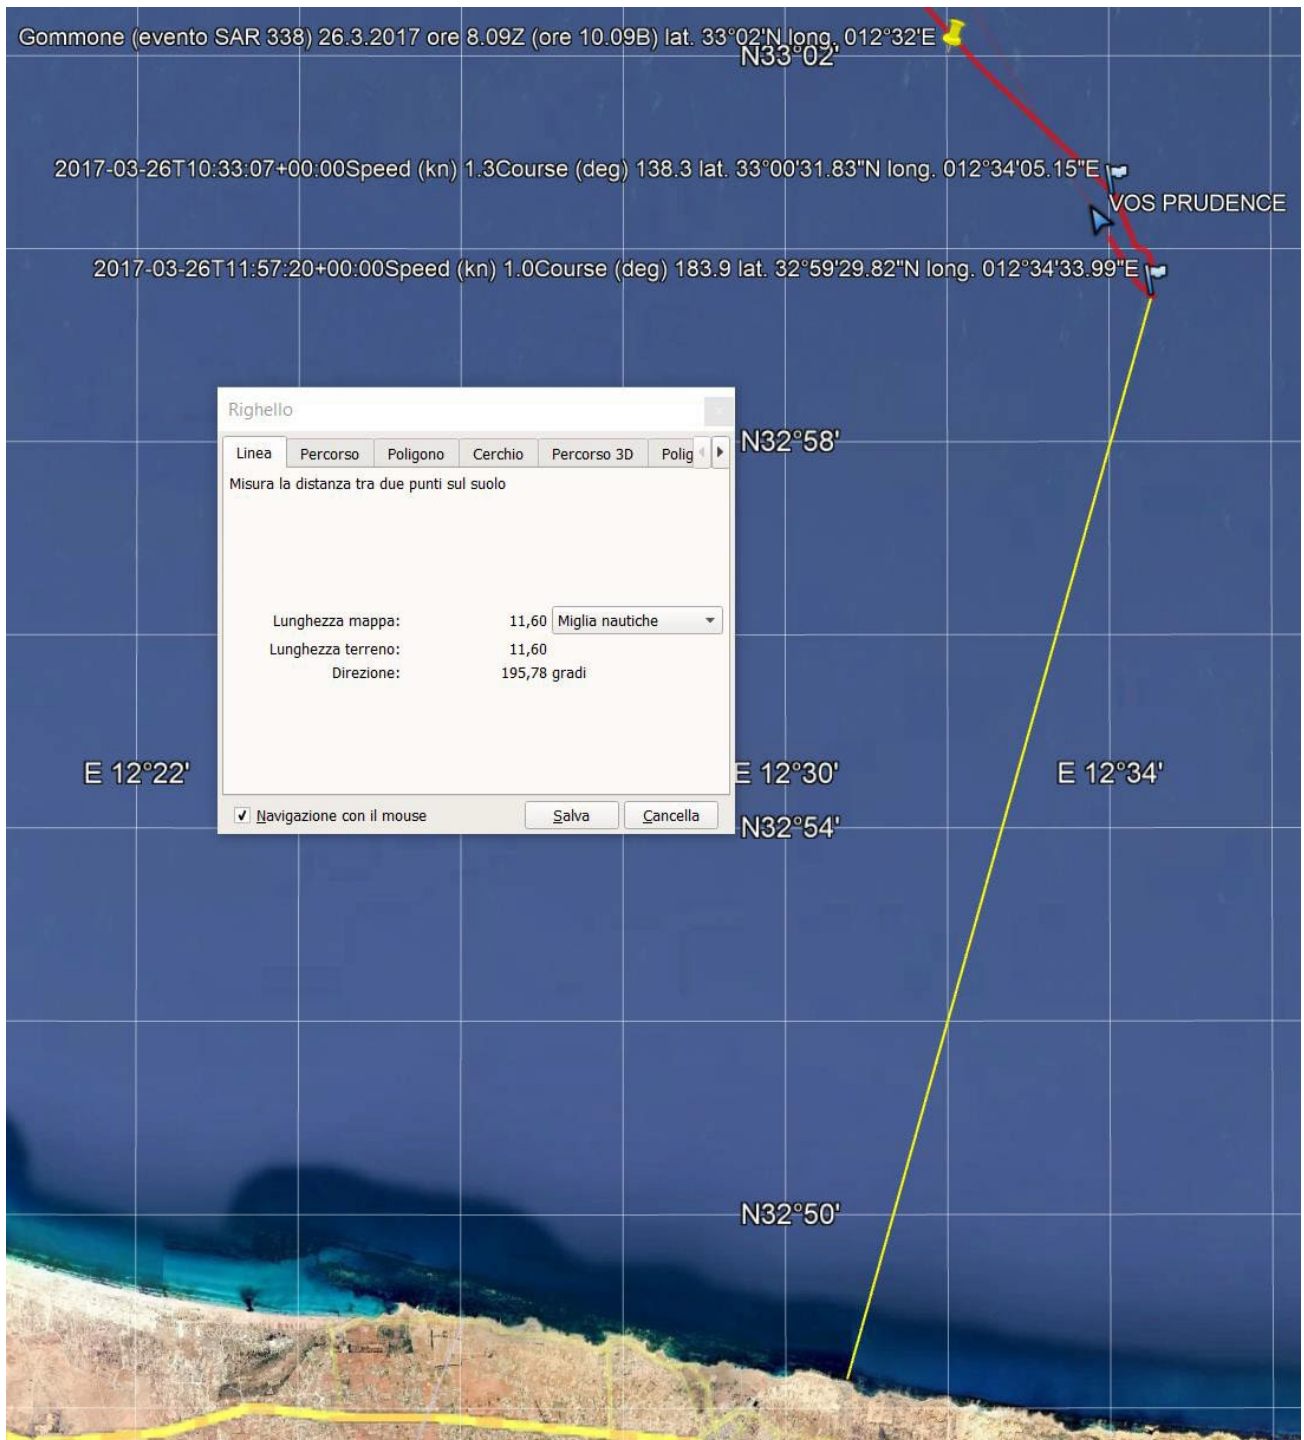 Gommone (evento SAR 338) 26.3.2017 ore 8.09Z (ore 10.09B) lat. 33°02'N long. 012°32'E
N33°02'
2017-03-26T10:33:07+00:00Speed (kn) 1.3Course (deg) 138.3 lat. 33°00'31.83"N long. 012°34'05.15"E
VOS PRUDENCE
2017-03-26T11:57:20+00:00Speed (kn) 1.0Course (deg) 183.9 lat. 32°59'29.82"N long. 012°34'33.99"E
Righello
Linea Percorso Poligono Cerchio Percorso 3D Polig
N32°58'
Misura la distanza tra due punti sul suolo
Lunghezza mappa: 11,60 Miglia nautiche
Lunghezza terreno: 11,60
Direzione: 195,78 gradi
E 12°22' E 12°30' E 12°34'
Navigazione con il mouse Salva Cancella
N32°54'
N32°50'